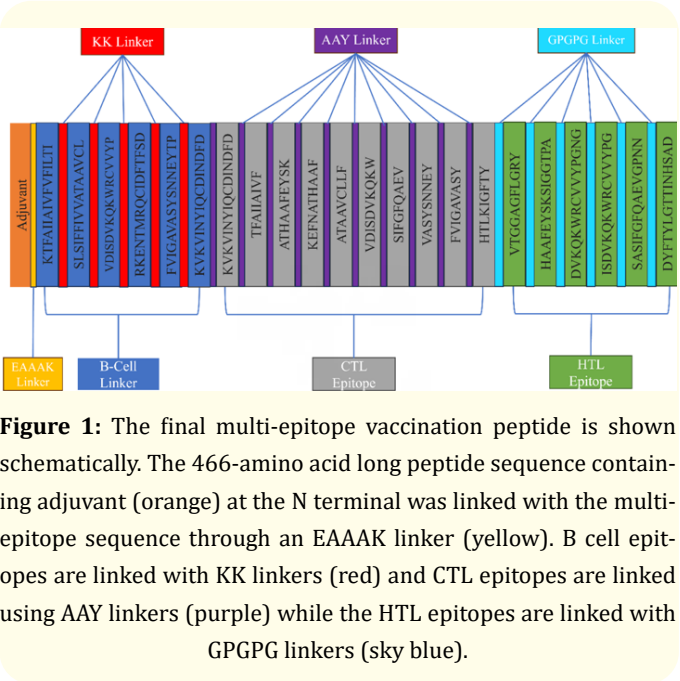 KK Linker
AAY Linker
GPGPG Linker
Adjuvant
KTFAIIAIVFVFILTI
SLSIFFIVVATAAVCL
VDISDVKQKWRCVVYP
RKENTMRQCIDFTFSD
FVIGAVASYSNNEYTP
KVKVINYIQCDINDFD
KVKVINYIQCDINDFD
TFAIIAIVF
ATHAAFEYSK
KEFNATHAAF
ATAAVCLLF
VDISDVKQKW
SIFGFQAEV
VASYSNNEY
FVIGAVASY
HTLKIGFTY
VTGGAGFLGRY
HAAFEYSKSIGGTPA
DVKQKWRCVVYPGNG
ISDVKQKWRCVVYPG
SASIFGFQAEVGPNN
DYFTYLGTTINHSAD
EAAAK
Linker
B-Cell
Linker
CTL
Epitope
HTL
Epitope
Figure 1: The final multi-epitope vaccination peptide is shown
schematically. The 466-amino acid long peptide sequence contain-
ing adjuvant (orange) at the N terminal was linked with the multi-
epitope sequence through an EAAAK linker (yellow). B cell epit-
opes are linked with KK linkers (red) and CTL epitopes are linked
using AAY linkers (purple) while the HTL epitopes are linked with
GPGPG linkers (sky blue).